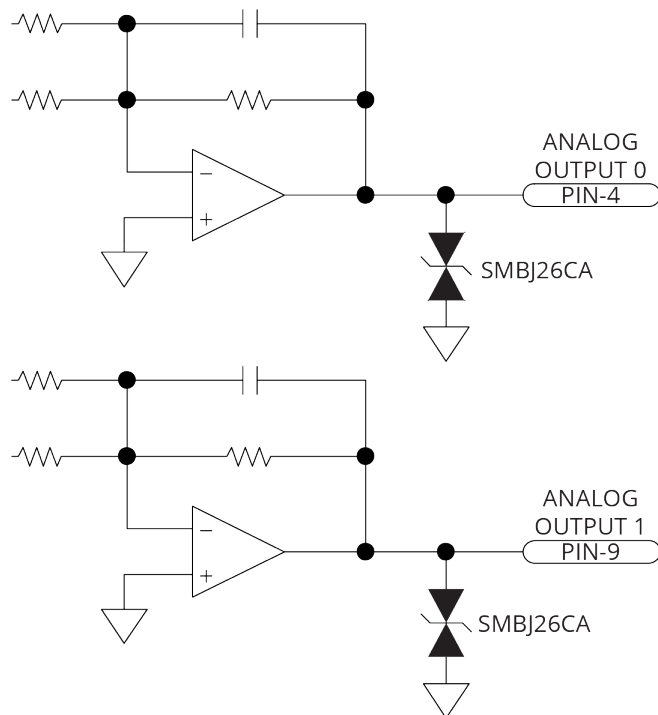 ANALOG
OUTPUT 0
PIN-4
SMBJ26CA
ANALOG
OUTPUT 1
PIN-9
SMBJ26CA